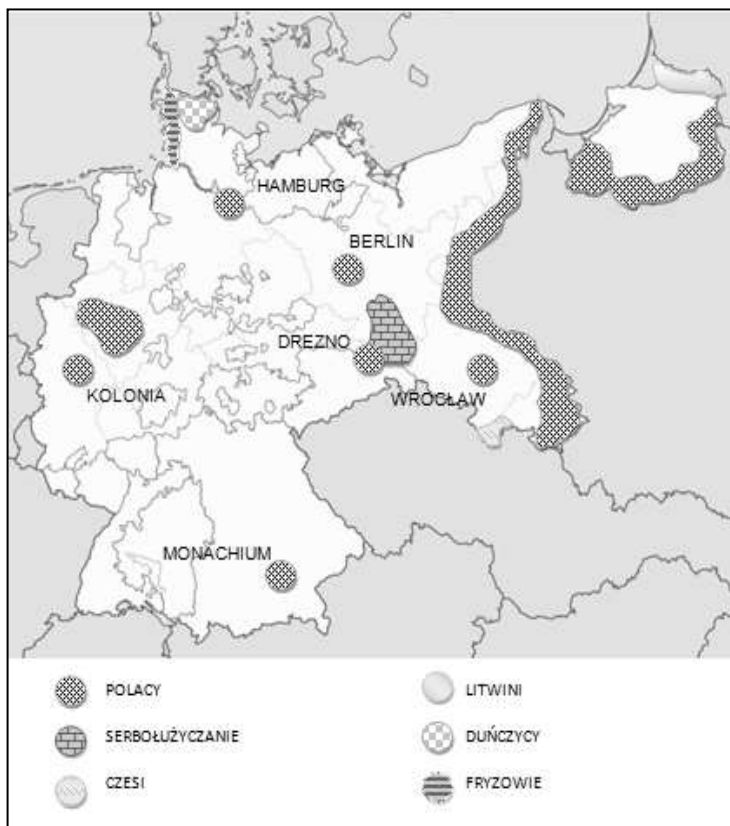 HAMBURG
BERLIN
DREZNO
KOLONIA
WROCŁAW
MONACHIUM
POLACY
LITWINI
SERBOŁUŻYCZANIE
DUŃCZYCY
CZESI
FRYZOWIE